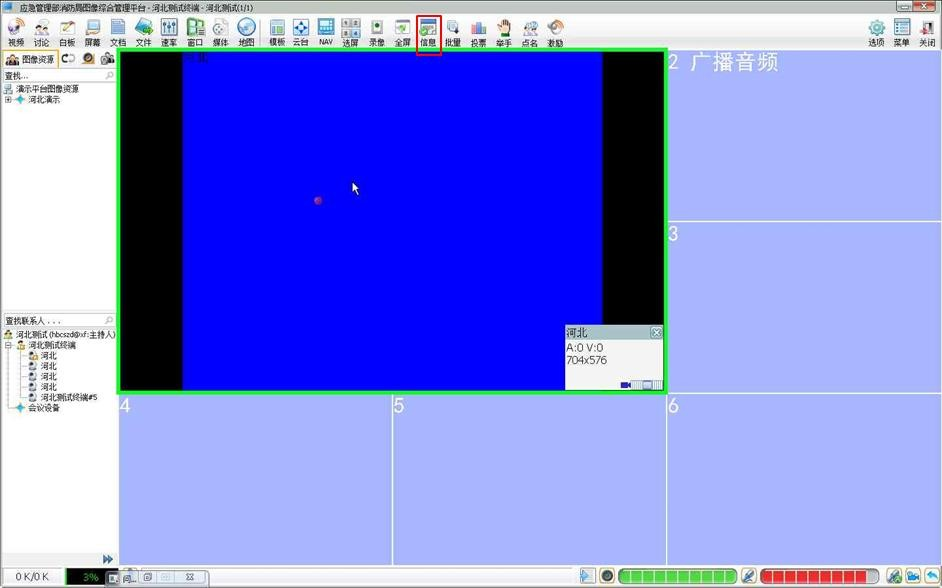 应急管理部消防局图像综合管理平台 - 河北测试终端 - 河北测试(1/1)
视频 讨论 白板 屏幕 文档 文件 速率 窗口 媒体 地图 模板 云台 NAV 选屏 录像 全屏 信息 批量 投票 举手 点名 激励 选项 菜单 关闭
图像资源
查找...
演示平台图像资源
河北演示
河北
2 广播音频
3
河北
A:0 V:0
704x576
查找联系人...
河北测试 (hbcszd@xf:主持人)
河北测试终端
河北
河北
河北
河北
河北测试终端#5
会议设备
4
5
6
0 K/0 K
3%